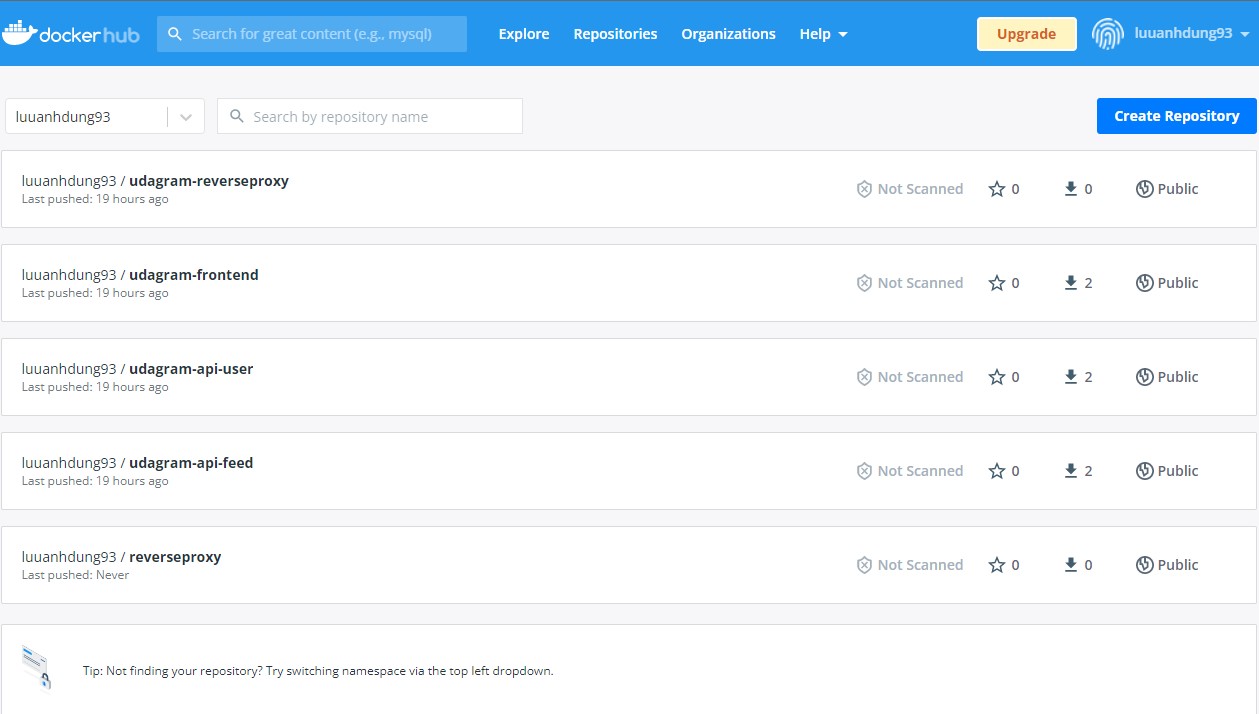 docker hub
Search for great content (e.g., mysql)
Explore
Repositories
Organizations
Help
Upgrade
luuanhdung93
luuanhdung93
Search by repository name
Create Repository
luuanhdung93 / udagram-reverseproxy
Last pushed: 19 hours ago
Not Scanned
0
0
Public
luuanhdung93 / udagram-frontend
Last pushed: 19 hours ago
Not Scanned
0
2
Public
luuanhdung93 / udagram-api-user
Last pushed: 19 hours ago
Not Scanned
0
2
Public
luuanhdung93 / udagram-api-feed
Last pushed: 19 hours ago
Not Scanned
0
2
Public
luuanhdung93 / reverseproxy
Last pushed: Never
Not Scanned
0
0
Public
Tip: Not finding your repository? Try switching namespace via the top left dropdown.